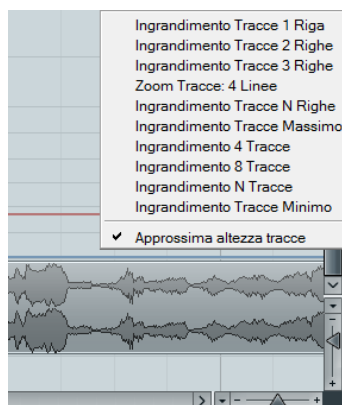 Ingrandimento Tracce 1 Riga
Ingrandimento Tracce 2 Righe
Ingrandimento Tracce 3 Righe
Zoom Tracce: 4 Linee
Ingrandimento Tracce N Righe
Ingrandimento Tracce Massimo
Ingrandimento 4 Tracce
Ingrandimento 8 Tracce
Ingrandimento N Tracce
Ingrandimento Tracce Minimo
Approssima altezza tracce